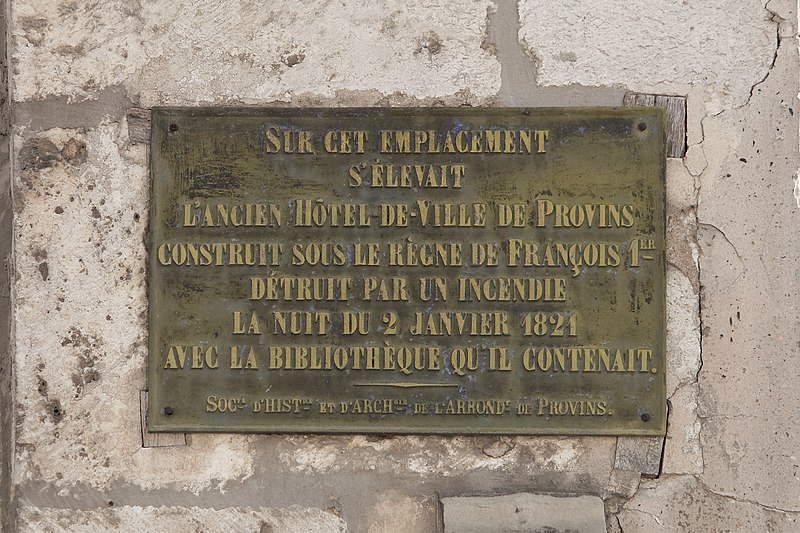 SUR CET EMPLACEMENT
S'ÉLEVAIT
L'ANCIEN HÔTEL-DE-VILLE DE PROVINS
CONSTRUIT SOUS LE RÈGNE DE FRANÇOIS 1ER
DÉTRUIT PAR UN INCENDIE
LA NUIT DU 2 JANVIER 1821
AVEC LA BIBLIOTHÈQUE QU'IL CONTENAIT.
SOCTÉ D'HISTRE ET D'ARCHGIE DE L'ARRONDT DE PROVINS.